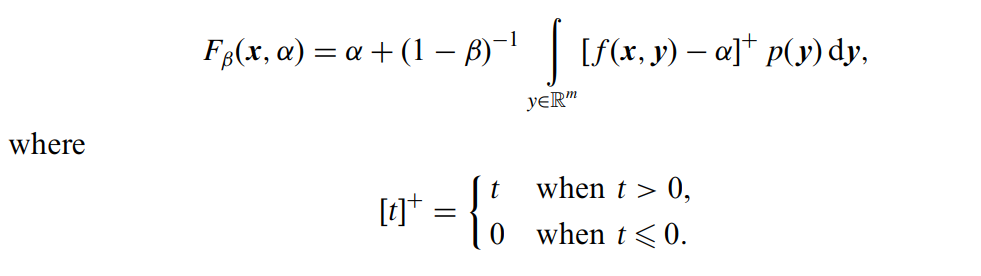 F_β(x, α) = α + (1 − β)^{−1} ∫_{y∈ℝ^m} [f(x, y) − α]^+ p(y) dy,
where
[t]^+ = { t when t > 0,
0 when t ⩽ 0.